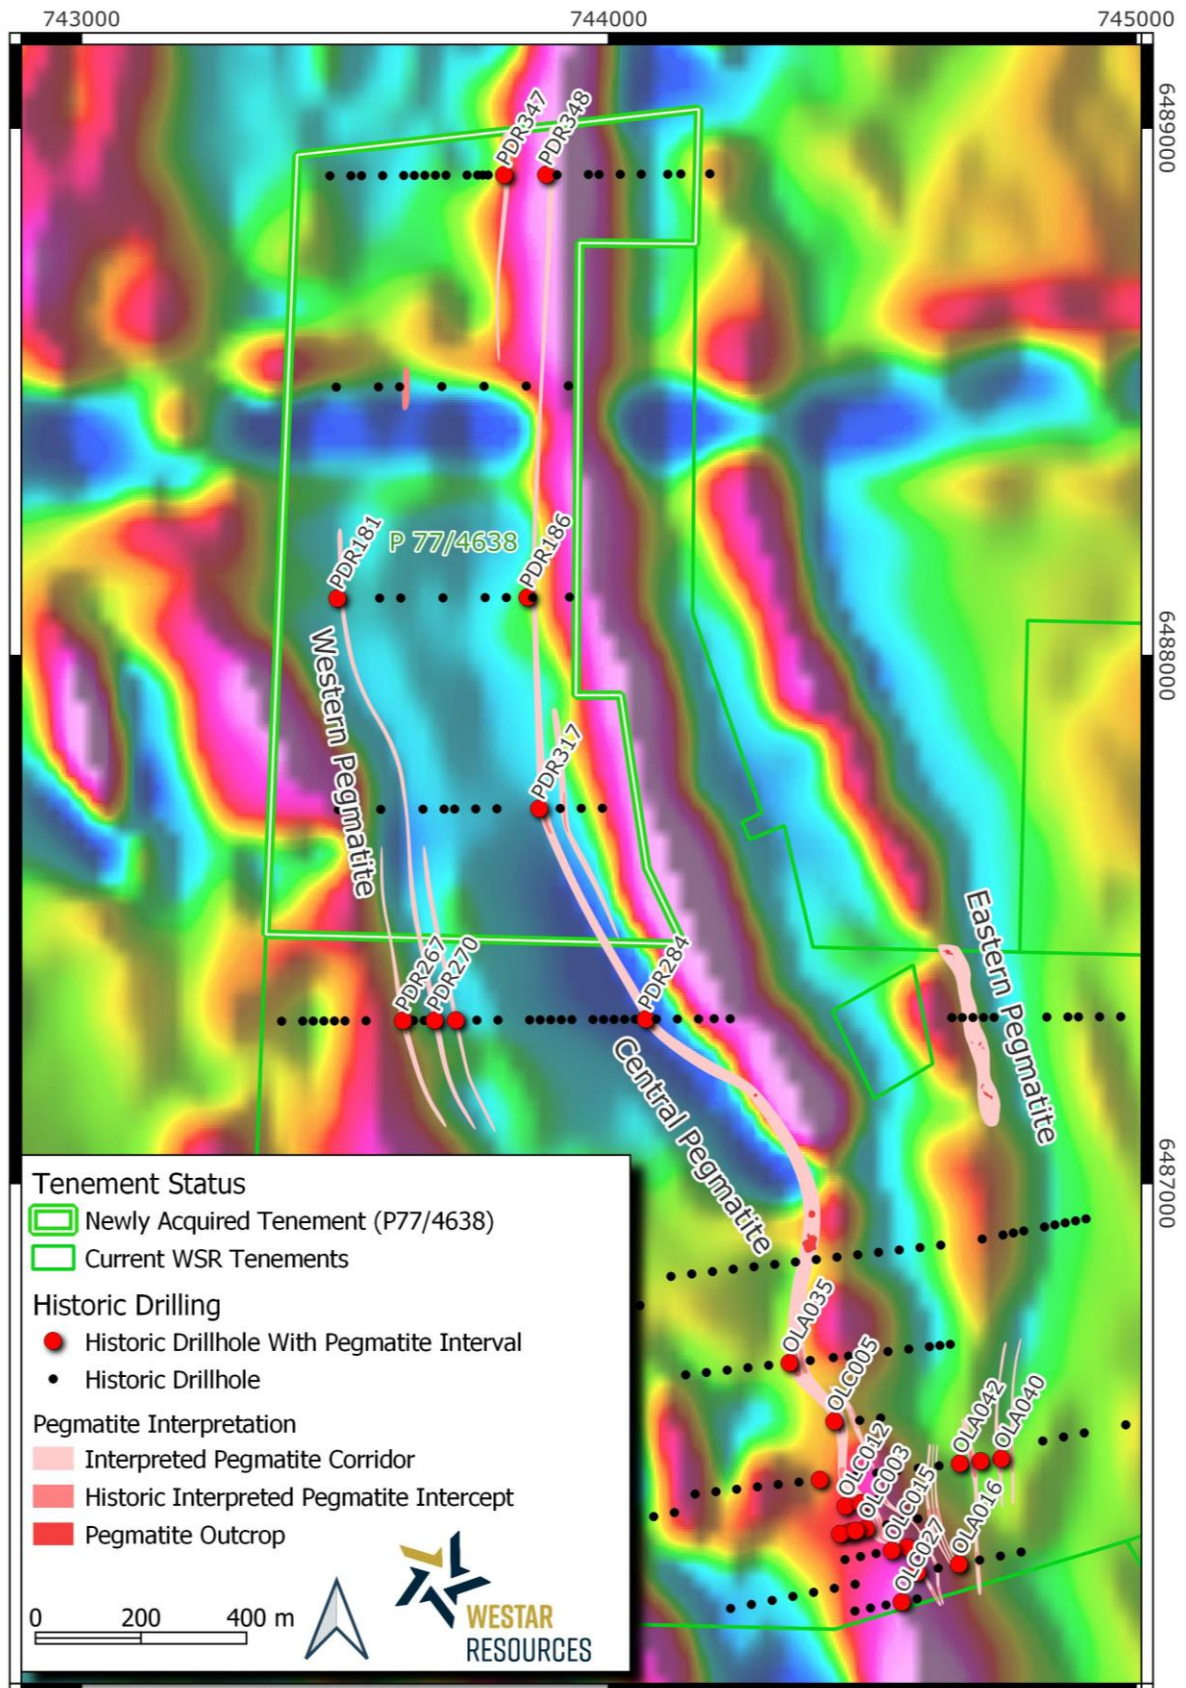 743000
744000
745000
6489000
PDR347
PDR348
PDR181
P 77/4638
PDR186
6488000
Western Pegmatite
PDR317
PDR267
PDR270
PDR284
Eastern Pegmatite
Central Pegmatite
6487000
OLA035
OLC005
OLC012
OLC003
OLC015
OLC027
OLA042
OLA040
OLA016
Tenement Status
Newly Acquired Tenement (P77/4638)
Current WSR Tenements
Historic Drilling
Historic Drillhole With Pegmatite Interval
Historic Drillhole
Pegmatite Interpretation
Interpreted Pegmatite Corridor
Historic Interpreted Pegmatite Intercept
Pegmatite Outcrop
0 200 400 m
WESTAR
RESOURCES